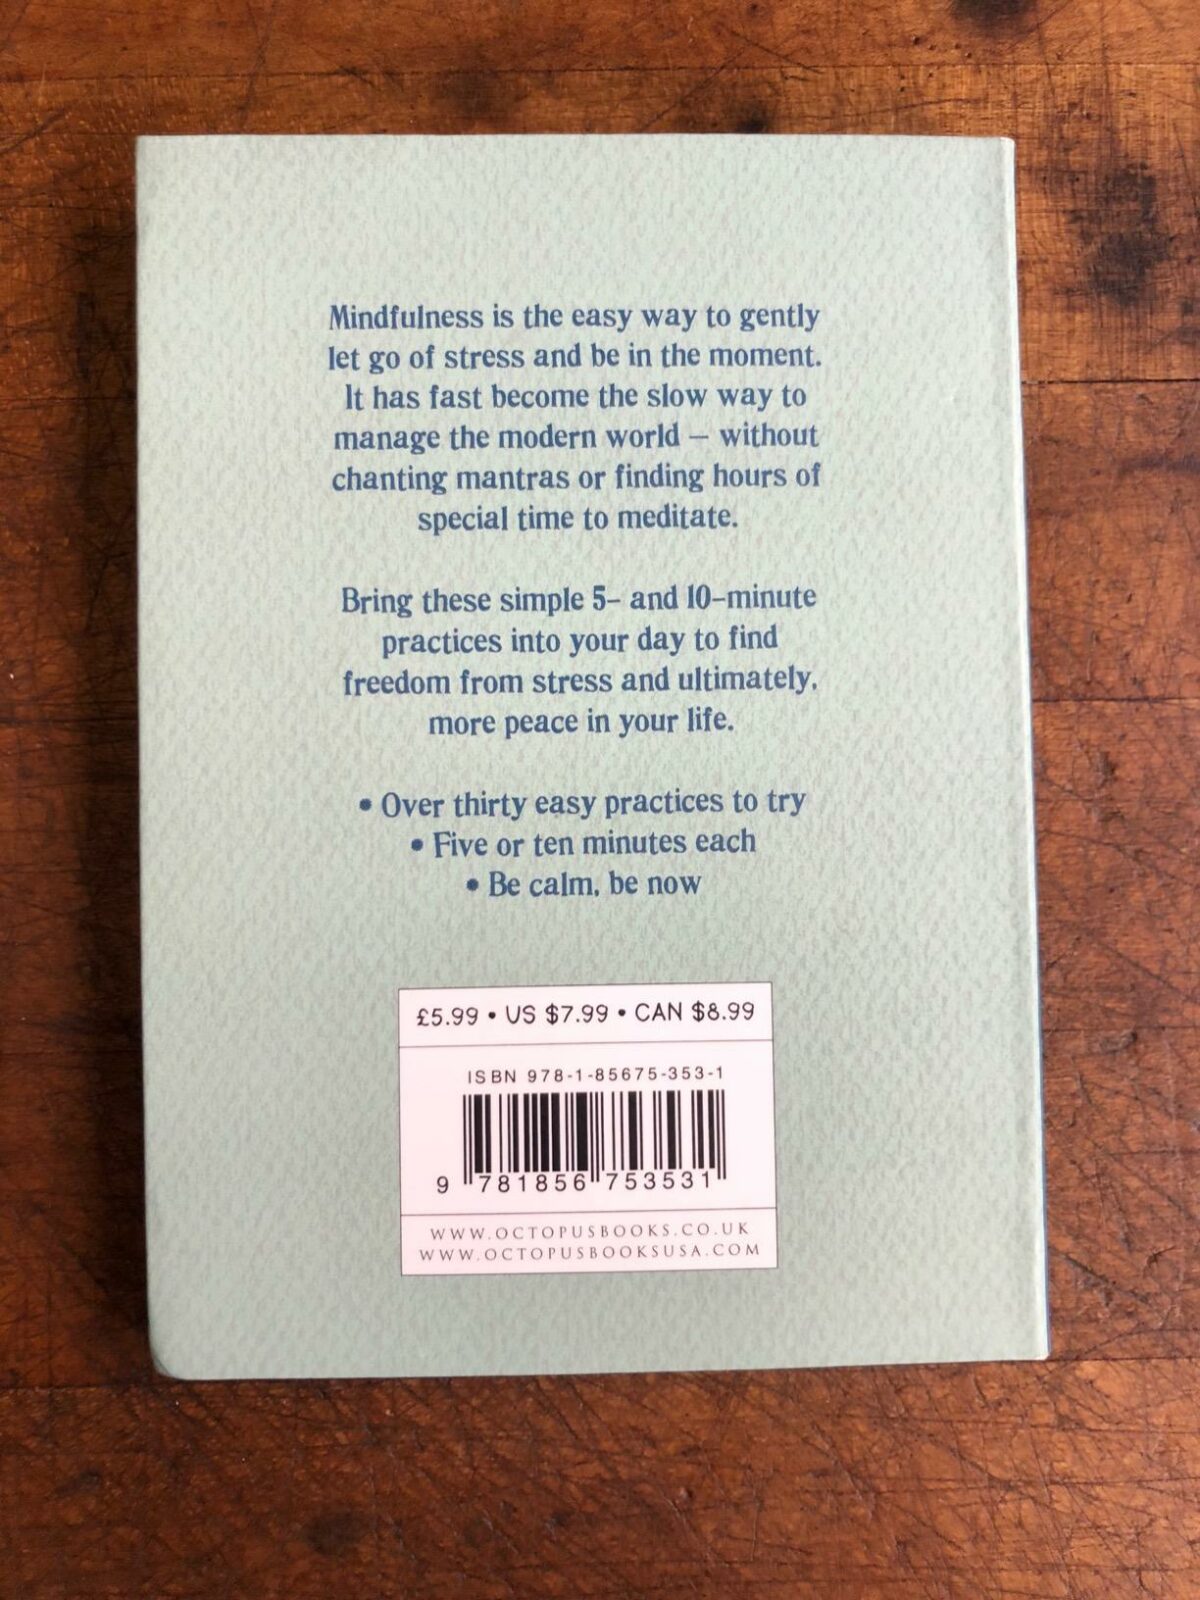 Mindfulness is the easy way to gently
let go of stress and be in the moment.
It has fast become the slow way to
manage the modern world – without
chanting mantras or finding hours of
special time to meditate.
Bring these simple 5- and 10-minute
practices into your day to find
freedom from stress and ultimately,
more peace in your life.
• Over thirty easy practices to try
• Five or ten minutes each
• Be calm, be now
£5.99 • US $7.99 • CAN $8.99
ISBN 978-1-85675-353-1
9 781856 753531
WWW.OCTOPUSBOOKS.CO.UK
WWW.OCTOPUSBOOKSUSA.COM